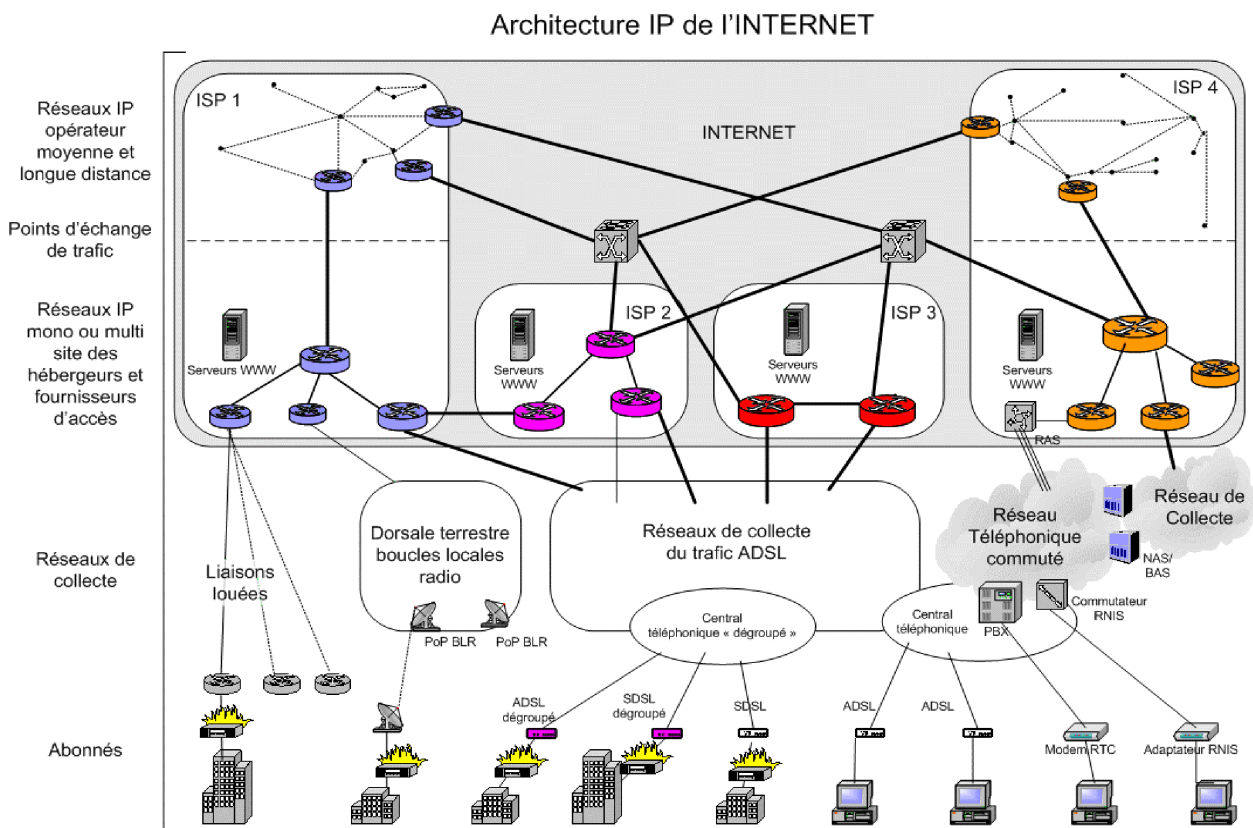 Architecture IP de l'INTERNET
Réseaux IP
opérateur
moyenne et
longue distance
Points d'échange
de trafic
Réseaux IP
mono ou multi
site des
hébergeurs et
fournisseurs
d'accès
Réseaux de
collecte
Abonnés
ISP 1
INTERNET
ISP 4
ISP 2
ISP 3
Serveurs WWW
Serveurs
WWW
Serveurs
WWW
Serveurs
WWW
RAS
Liaisons
louées
Dorsale terrestre
boucles locales
radio
PoP BLR
PoP BLR
Réseaux de collecte
du trafic ADSL
Réseau
Téléphonique
commuté
Réseau de
Collecte
NAS/
BAS
Central
téléphonique « dégroupé »
Central
téléphonique
PBX
Commutateur
RNIS
ADSL
dégroupé
SDSL
dégroupé
SDSL
ADSL
ADSL
Modem RTC
Adaptateur RNIS